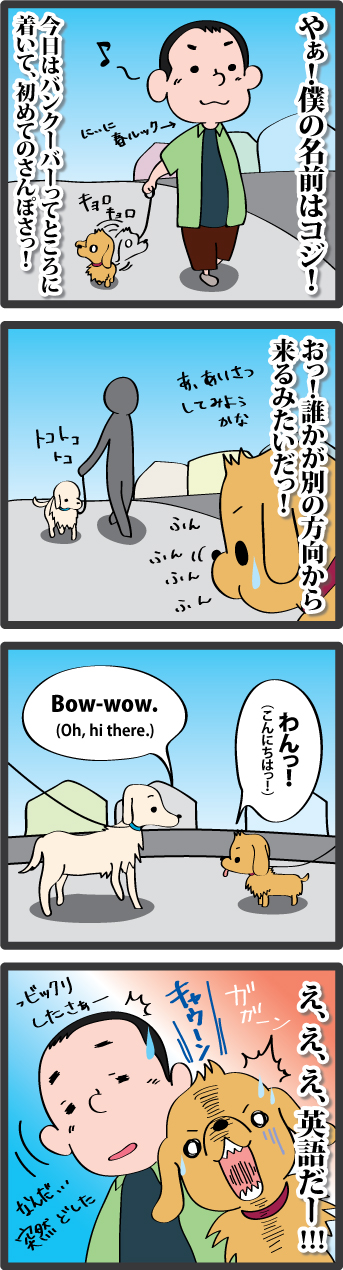 やぁ！僕の名前はコジ！
今日はバンクーバーってところに
着いて、初めてのさんぽさっ！
♪～
にぃにに
春ルック→
キョロ
キョロ
おっ！誰かが別の方向から
来るみたいだっ！
あ、あいさつ
してみよう
かな
トコトコ
トコ
ふん
ふん
ふん
ふん
わんっ！
（こんにちはっ！）
Bow-wow.
(Oh, hi there.)
え、え、え、英語だー!!!
ガガーン
キャウーン
っビックリ
したさぁー
なんだ…
突然どした